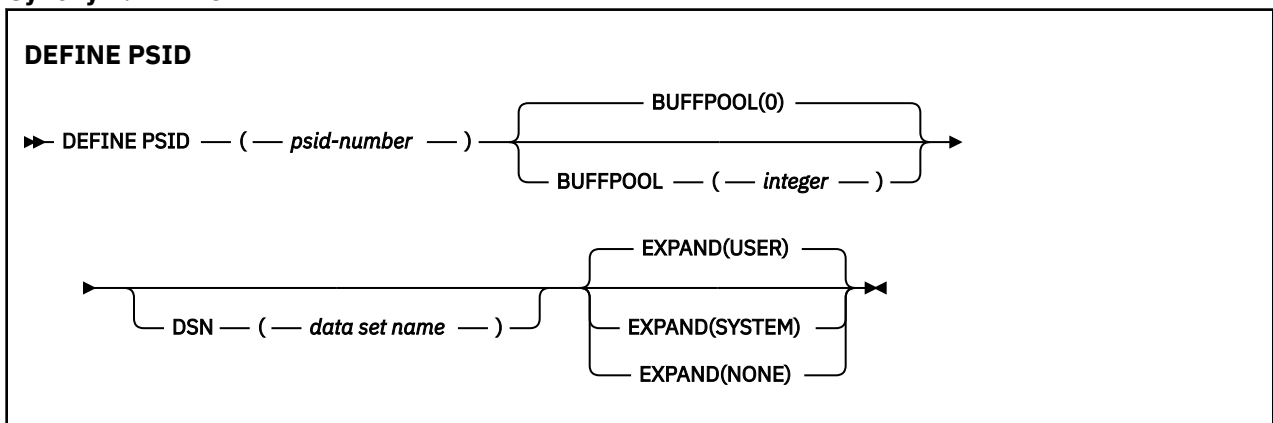 DEFINE PSID
BUFFPOOL(0)
DEFINE PSID ( psid-number )
BUFFPOOL ( integer )
EXPAND(USER)
DSN ( data set name ) EXPAND(SYSTEM)
EXPAND(NONE)